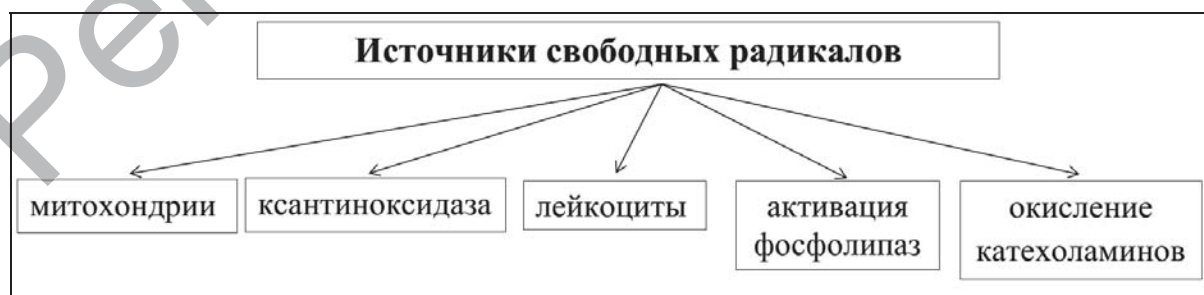 Источники свободных радикалов
митохондрии
ксантиноксидаза
лейкоциты
активация
фосфолипаз
окисление
катехоламинов